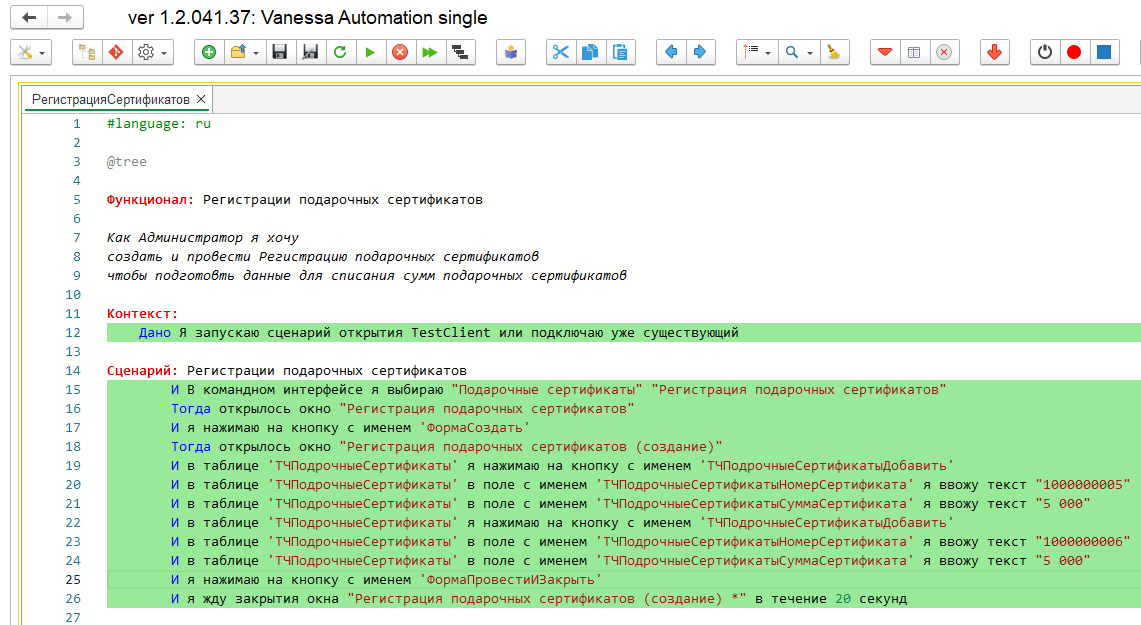 ver 1.2.041.37: Vanessa Automation single
РегистрацияСертификатов
1 #language: ru
2
3 @tree
4
5 Функционал: Регистрации подарочных сертификатов
6
7 Как Администратор я хочу
8 создать и провести Регистрацию подарочных сертификатов
9 чтобы подготовть данные для списания сумм подарочных сертификатов
10
11 Контекст:
12 Дано Я запускаю сценарий открытия TestClient или подключаю уже существующий
13
14 Сценарий: Регистрации подарочных сертификатов
15 И В командном интерфейсе я выбираю "Подарочные сертификаты" "Регистрация подарочных сертификатов"
16 Тогда открылось окно "Регистрация подарочных сертификатов"
17 И я нажимаю на кнопку с именем 'ФормаСоздать'
18 Тогда открылось окно "Регистрация подарочных сертификатов (создание)"
19 И в таблице 'ТЧПодрочныеСертификаты' я нажимаю на кнопку с именем 'ТЧПодрочныеСертификатыДобавить'
20 И в таблице 'ТЧПодрочныеСертификаты' в поле с именем 'ТЧПодрочныеСертификатыНомерСертификата' я ввожу текст "1000000005"
21 И в таблице 'ТЧПодрочныеСертификаты' в поле с именем 'ТЧПодрочныеСертификатыСуммаСертификата' я ввожу текст "5 000"
22 И в таблице 'ТЧПодрочныеСертификаты' я нажимаю на кнопку с именем 'ТЧПодрочныеСертификатыДобавить'
23 И в таблице 'ТЧПодрочныеСертификаты' в поле с именем 'ТЧПодрочныеСертификатыНомерСертификата' я ввожу текст "1000000006"
24 И в таблице 'ТЧПодрочныеСертификаты' в поле с именем 'ТЧПодрочныеСертификатыСуммаСертификата' я ввожу текст "5 000"
25 И я нажимаю на кнопку с именем 'ФормаПровестиИЗакрыть'
26 И я жду закрытия окна "Регистрация подарочных сертификатов (создание) *" в течение 20 секунд
27